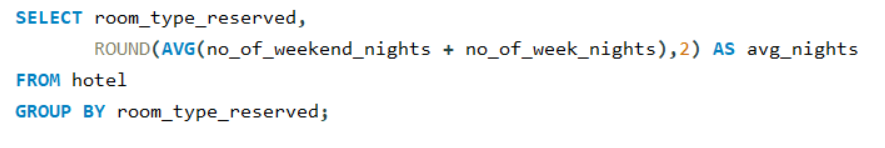 SELECT room_type_reserved,
       ROUND(AVG(no_of_weekend_nights + no_of_week_nights),2) AS avg_nights
FROM hotel
GROUP BY room_type_reserved;